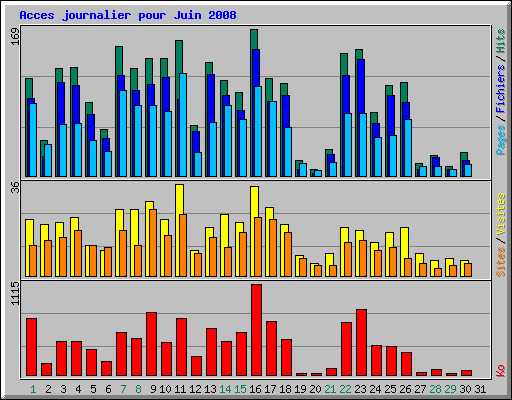 Acces journalier pour Juin 2008
169
Pages / Fichiers / Hits
36
Sites / Visites
1115
Ko
1 2 3 4 5 6 7 8 9 10 11 12 13 14 15 16 17 18 19 20 21 22 23 24 25 26 27 28 29 30 31